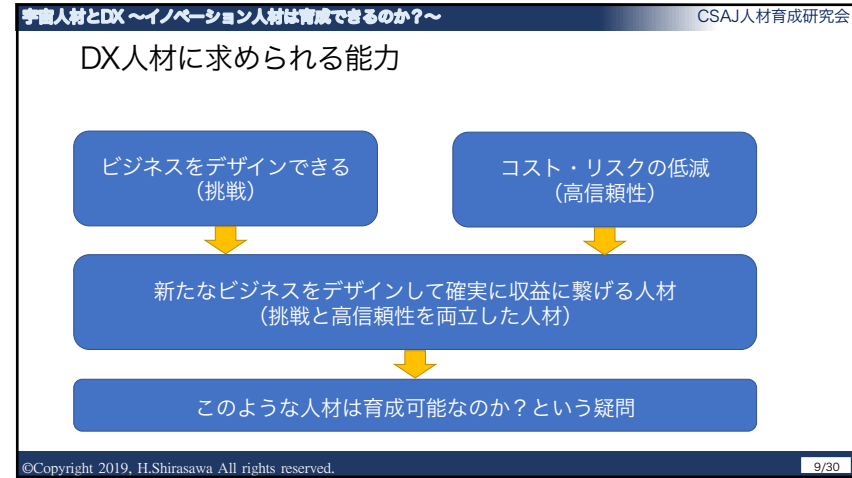 宇宙人材とDX ～イノベーション人材は育成できるのか？～
CSAJ人材育成研究会
DX人材に求められる能力
ビジネスをデザインできる
（挑戦）
コスト・リスクの低減
（高信頼性）
新たなビジネスをデザインして確実に収益に繋げる人材
（挑戦と高信頼性を両立した人材）
このような人材は育成可能なのか？という疑問
©Copyright 2019, H.Shirasawa All rights reserved.
9/30